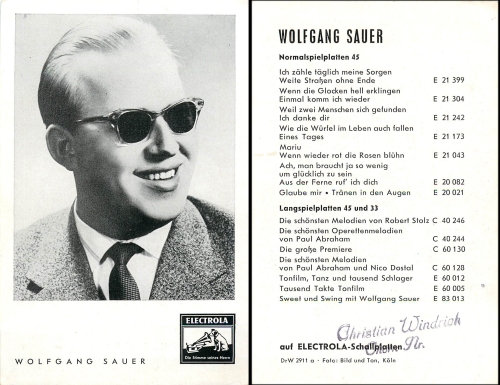 ELECTROLA
Die Stimme seines Herrn
WOLFGANG SAUER
WOLFGANG SAUER
Normalspielplatten 45
Ich zähle täglich meine Sorgen
Weite Straßen ohne Ende E 21 399
Wenn die Glocken hell erklingen
Einmal komm ich wieder E 21 304
Weil zwei Menschen sich gefunden
Ich danke dir E 21 242
Wie die Würfel im Leben auch fallen
Eines Tages E 21 173
Mariu
Wenn wieder rot die Rosen blühn E 21 043
Ach, man braucht ja so wenig
um glücklich zu sein
Aus der Ferne ruf' ich dich E 20 082
Glaube mir • Tränen in den Augen E 20 021
Langspielplatten 45 und 33
Die schönsten Melodien von Robert Stolz C 40 246
Die schönsten Operettenmelodien
von Paul Abraham C 40 244
Die große Premiere C 60 130
Die schönsten Melodien
von Paul Abraham und Nico Dostal C 60 128
Tonfilm, Tanz und tausend Schlager E 60 012
Tausend Takte Tonfilm E 60 005
Sweet und Swing mit Wolfgang Sauer E 83 013
Christian Windrich
auf ELECTROLA-Schallplatten
DrW 2911 a · Foto: Bild und Ton, Köln